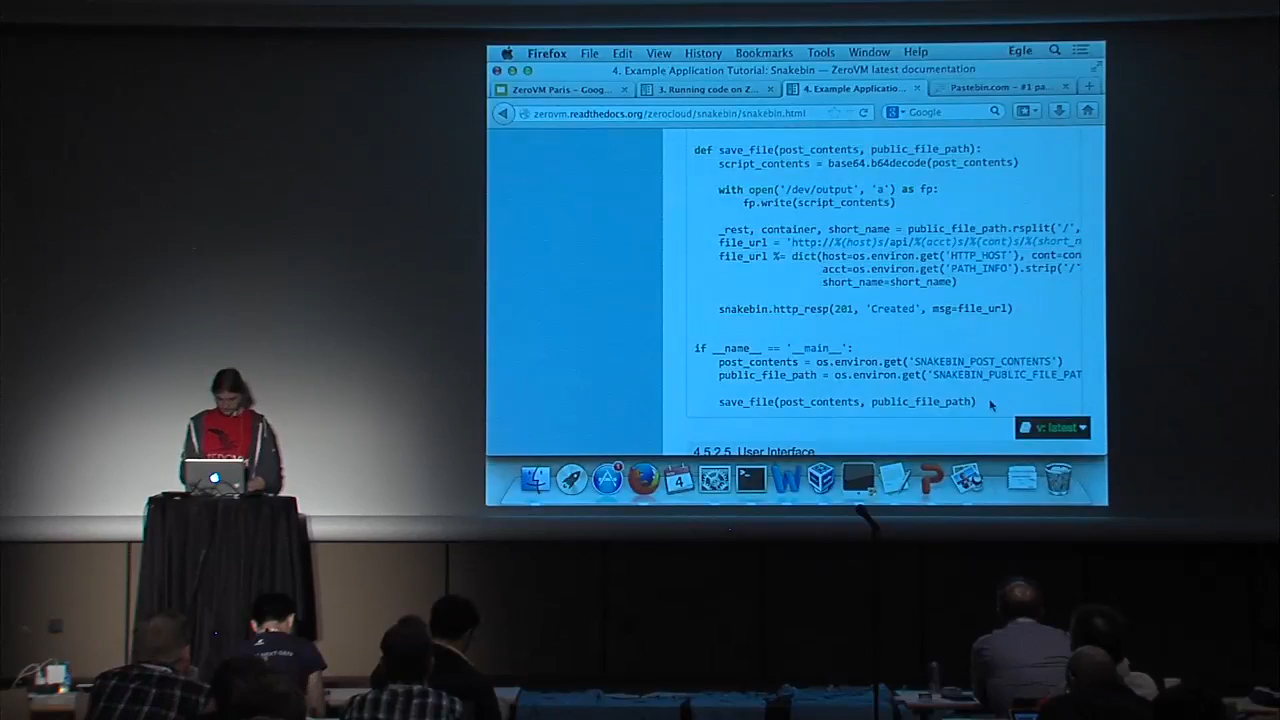 Firefox File Edit View History Bookmarks Tools Window Help Egle
4. Example Application Tutorial: Snakebin — ZeroVM latest documentation
ZeroVM Paris – Goog... 3. Running code on Z... 4. Example Applicatio... Pastebin.com – #1 pa...
zerovm.readthedocs.org/zerocloud/snakebin/snakebin.html Google
def save_file(post_contents, public_file_path):
script_contents = base64.b64decode(post_contents)
with open('/dev/output', 'a') as fp:
fp.write(script_contents)
_rest, container, short_name = public_file_path.rsplit('/',
file_url = 'http://%(host)s/api/%(acct)s/%(cont)s/%(short_n
file_url %= dict(host=os.environ.get('HTTP_HOST'), cont=con
acct=os.environ.get('PATH_INFO').strip('/'
short_name=short_name)
snakebin.http_resp(201, 'Created', msg=file_url)
if __name__ == '__main__':
post_contents = os.environ.get('SNAKEBIN_POST_CONTENTS')
public_file_path = os.environ.get('SNAKEBIN_PUBLIC_FILE_PAT
save_file(post_contents, public_file_path)
v: latest
4.5.2.5. User Interface
4